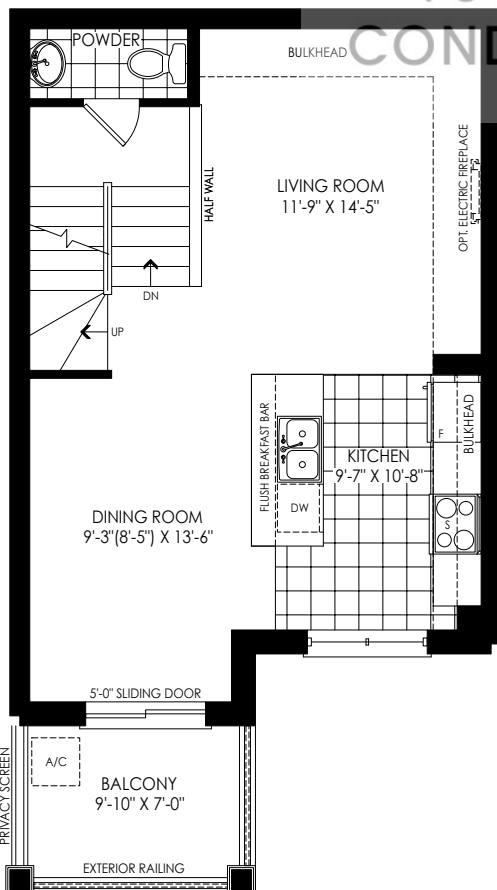 POWDER
BULKHEAD
COND
LIVING ROOM
11'-9" X 14'-5"
OPT. ELECTRIC FIREPLACE
HALF WALL
DN
UP
FLUSH BREAKFAST BAR
F
BULKHEAD
KITCHEN
9'-7" X 10'-8"
DW
S
DINING ROOM
9'-3"(8'-5") X 13'-6"
5'-0" SLIDING DOOR
A/C
BALCONY
9'-10" X 7'-0"
PRIVACY SCREEN
EXTERIOR RAILING